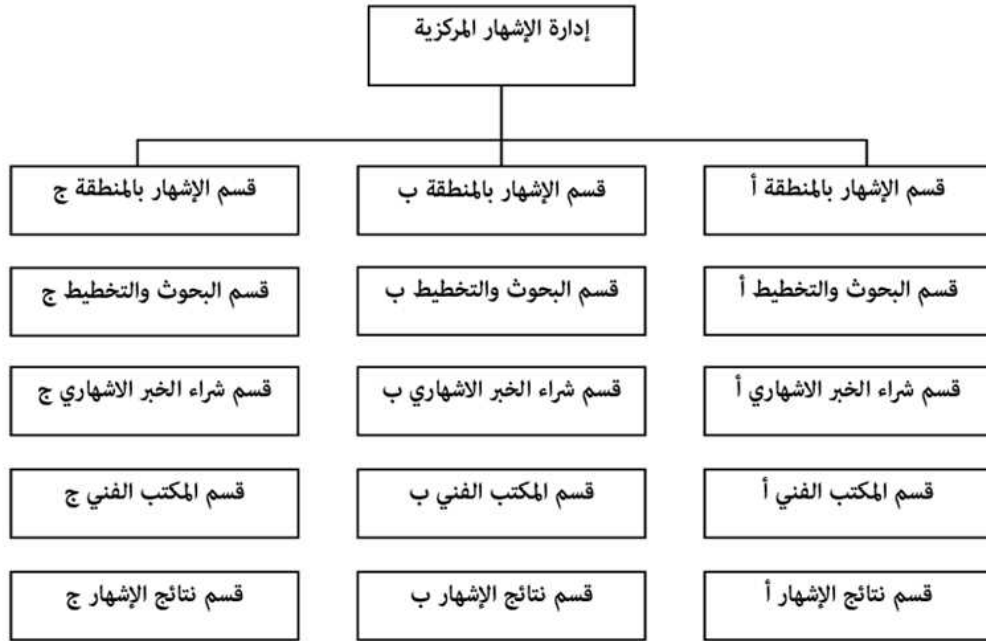 إدارة الإشهار المركزية
قسم الإشهار بالمنطقة أ
قسم الإشهار بالمنطقة ب
قسم الإشهار بالمنطقة ج
قسم البحوث والتخطيط أ
قسم البحوث والتخطيط ب
قسم البحوث والتخطيط ج
قسم شراء الخبر الاشهاري أ
قسم شراء الخبر الاشهاري ب
قسم شراء الخبر الاشهاري ج
قسم المكتب الفني أ
قسم المكتب الفني ب
قسم المكتب الفني ج
قسم نتائج الإشهار أ
قسم نتائج الإشهار ب
قسم نتائج الإشهار ج